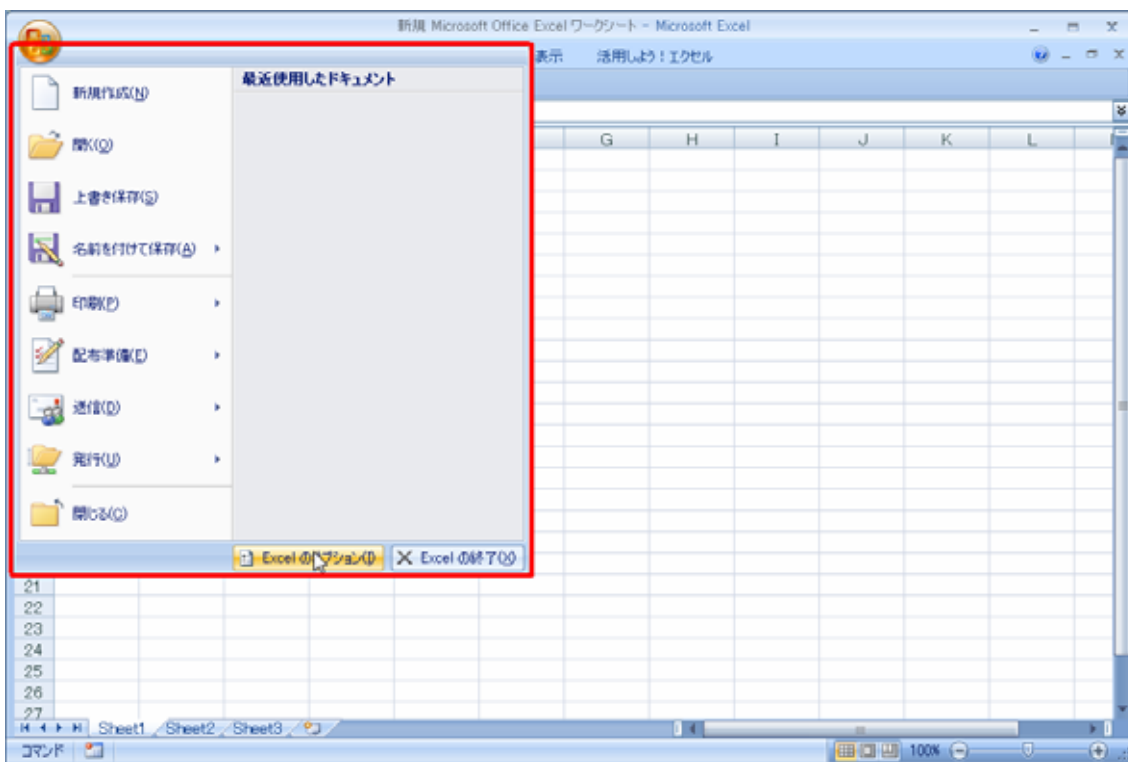 新規 Microsoft Office Excel ワークシート - Microsoft Excel
表示 活用しよう!エクセル
最近使用したドキュメント
新規作成(N)
開く(O)
上書き保存(S)
名前を付けて保存(A)
印刷(P)
配布準備(E)
送信(D)
発行(U)
閉じる(C)
Excel のオプション(I) Excel の終了(X)
G H I J K L
21
22
23
24
25
26
27
Sheet1 Sheet2 Sheet3
コマンド 100%